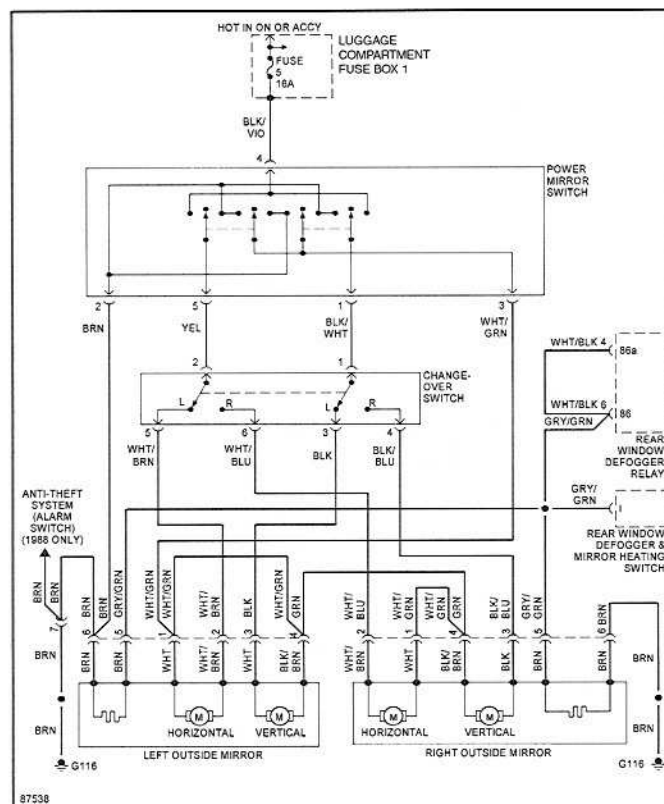 HOT IN ON OR ACCY
LUGGAGE
COMPARTMENT
FUSE BOX 1
FUSE
5
16A
BLK/
VIO
4
POWER
MIRROR
SWITCH
2
5
1
3
BRN
YEL
BLK/
WHT
WHT/
GRN
2
1
CHANGE-
OVER
SWITCH
L
R
L
R
5
6
3
4
WHT/
BRN
WHT/
BLU
BLK
BLK/
BLU
WHT/BLK 4
86a
WHT/BLK 6
86
GRY/GRN
REAR
WINDOW
DEFOGGER
RELAY
GRY/
GRN
I
REAR WINDOW
DEFOGGER &
MIRROR HEATING
SWITCH
ANTI-THEFT
SYSTEM
(ALARM
SWITCH)
(1988 ONLY)
BRN
BRN
BRN
BRN
GRY/GRN
WHT/GRN
WHT/GRN
WHT/
BRN
BLK
GRN
WHT/
BLU
WHT/
GRN
WHT/
GRN
BLK/
BLU
GRY/
GRN
BRN
7
6
5
1
2
3
4
2
1
4
3
5
6
BRN
BRN
BRN
WHT
WHT/
BRN
WHT
BLK/
BRN
WHT/
BRN
WHT
BLK/
BRN
BLK
BRN
BRN
BRN
BRN
M
HORIZONTAL
M
VERTICAL
M
HORIZONTAL
M
VERTICAL
BRN
G116
LEFT OUTSIDE MIRROR
RIGHT OUTSIDE MIRROR
G116
87538